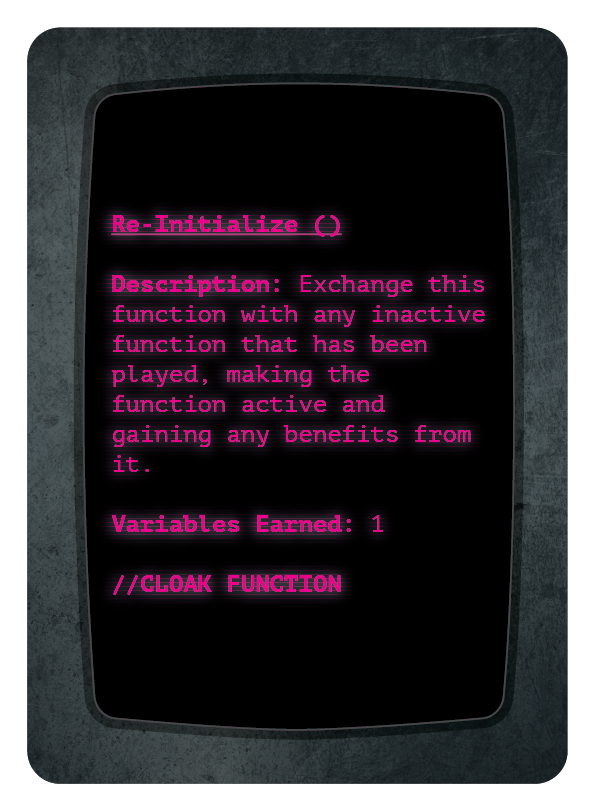 Re-Initialize ()
Description: Exchange this
function with any inactive
function that has been
played, making the
function active and
gaining any benefits from
it.
Variables Earned: 1
//CLOAK FUNCTION